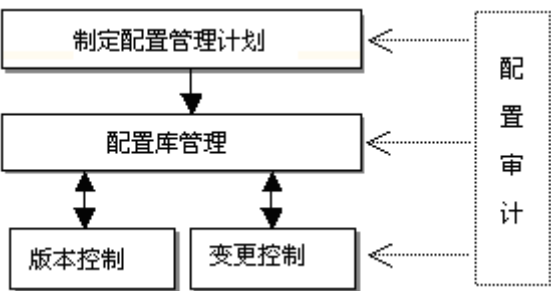 制定配置管理计划
配置库管理
版本控制
变更控制
配
置
审
计